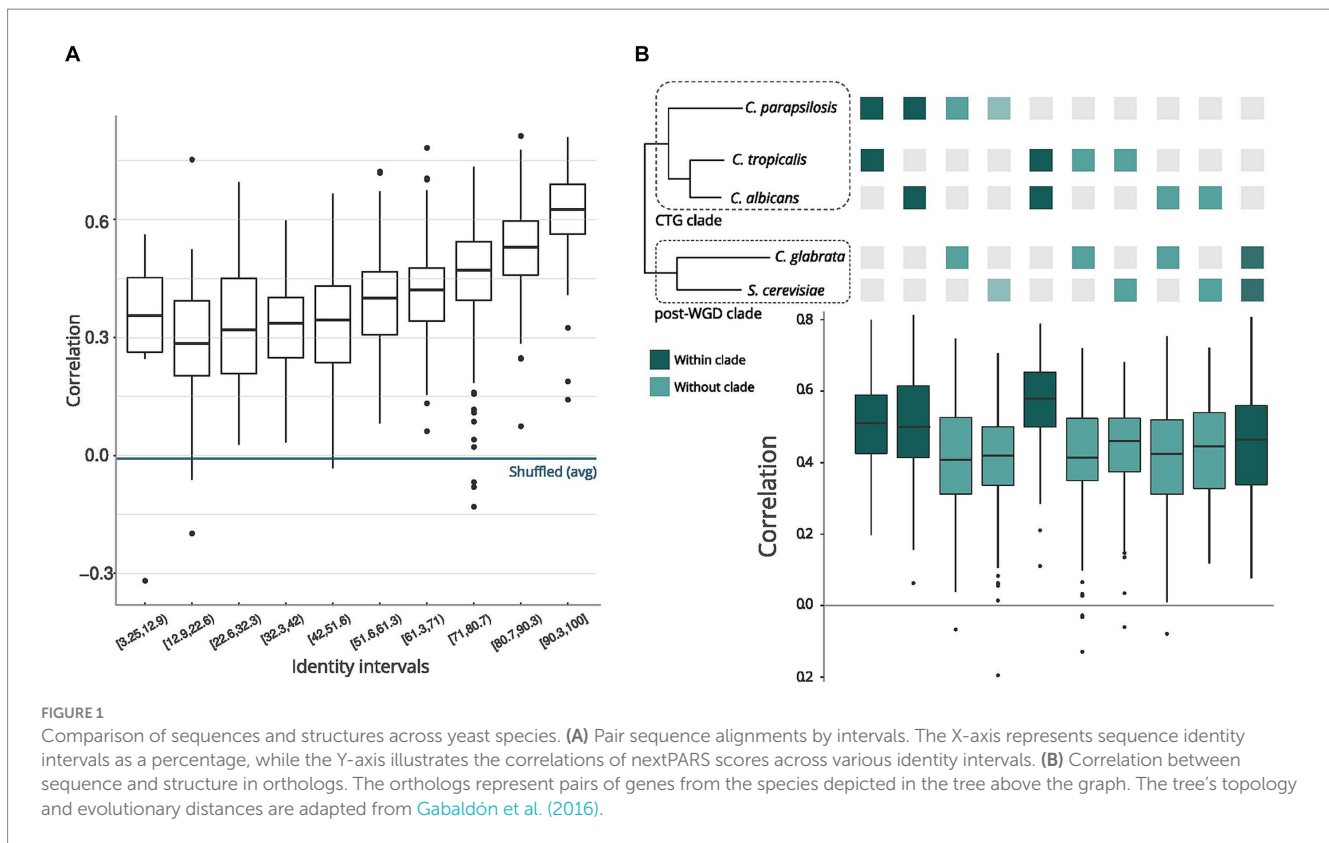 A
B
C. parapsilosis
C. tropicalis
C. albicans
CTG clade
C. glabrata
S. cerevisiae
post-WGD clade
Within clade
Without clade
Correlation
0.6
0.3
0.0
−0.3
Shuffled (avg)
[3.25,12.9)
[12.9,22.6)
[22.6,32.3)
[32.3,42)
[42,51.6)
[51.6,61.3)
[61.3,71)
[71,80.7)
[80.7,90.3)
[90.3,100]
Identity intervals
Correlation
0.8
0.6
0.4
0.2
0.0
0.2
FIGURE 1
Comparison of sequences and structures across yeast species. (A) Pair sequence alignments by intervals. The X-axis represents sequence identity
intervals as a percentage, while the Y-axis illustrates the correlations of nextPARS scores across various identity intervals. (B) Correlation between
sequence and structure in orthologs. The orthologs represent pairs of genes from the species depicted in the tree above the graph. The tree's topology
and evolutionary distances are adapted from Gabaldón et al. (2016).